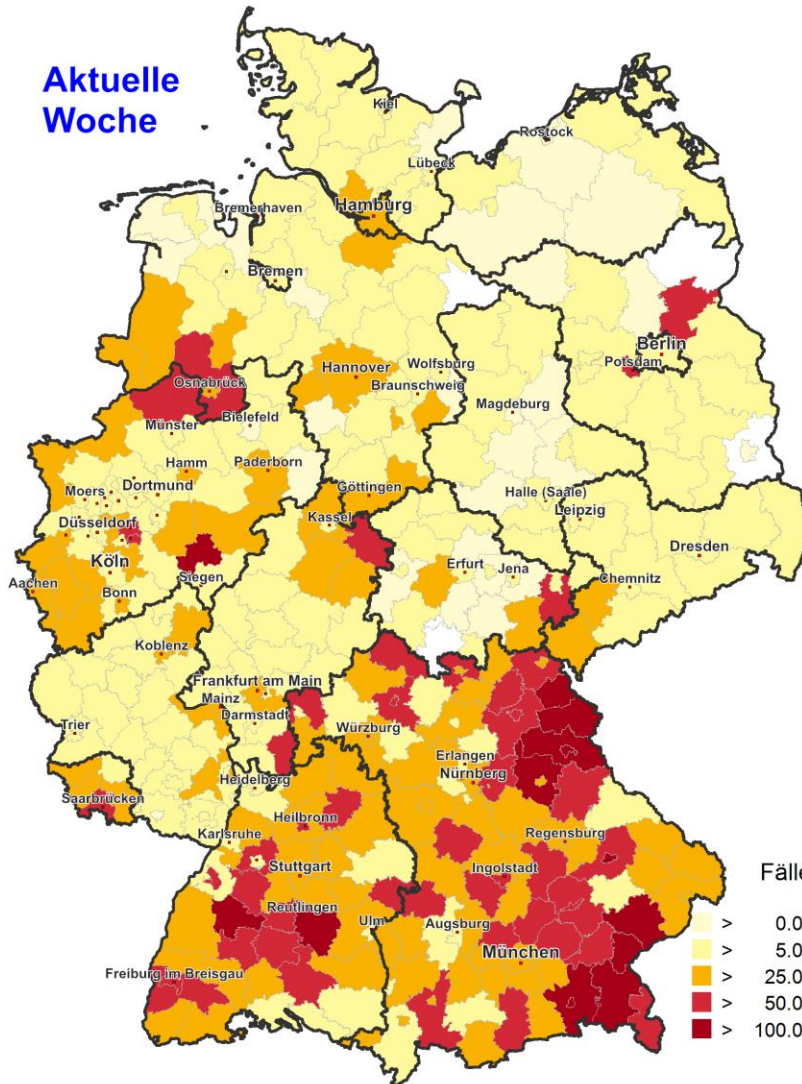 Aktuelle
Woche
Kiel
Rostock
Lübeck
Hamburg
Bremerhaven
Bremen
Berlin
Potsdam
Wolfsburg
Hannover
Braunschweig
Osnabrück
Bielefeld
Magdeburg
Münster
Hamm
Paderborn
Göttingen
Moers
Dortmund
Halle (Saale)
Leipzig
Düsseldorf
Kassel
Dresden
Köln
Erfurt
Jena
Chemnitz
Aachen
Siegen
Bonn
Koblenz
Frankfurt am Main
Mainz
Darmstadt
Trier
Würzburg
Erlangen
Nürnberg
Heidelberg
Saarbrücken
Heilbronn
Karlsruhe
Regensburg
Stuttgart
Ingolstadt
Reutlingen
Ulm
Augsburg
München
Freiburg im Breisgau
Fälle
> 0.0
> 5.0
> 25.0
> 50.0
> 100.0